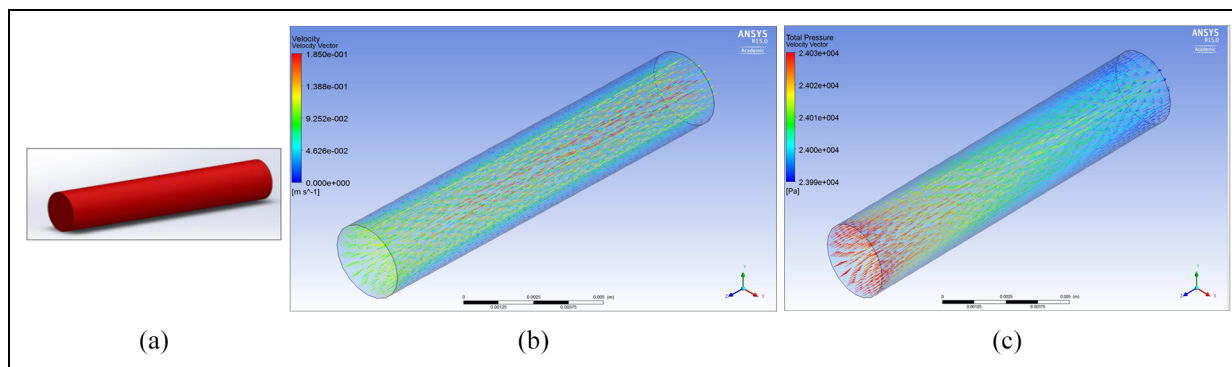 Velocity
Velocity Vector
1.850e-001
1.388e-001
9.252e-002
4.626e-002
0.000e+000
[m s^-1]
ANSYS
R15.0
Academic
0 0.0025 0.005 (m)
0.00125 0.00375
Y
Z X
Total Pressure
Velocity Vector
2.403e+004
2.402e+004
2.401e+004
2.400e+004
2.399e+004
[Pa]
ANSYS
R15.0
Academic
0 0.0025 0.005 (m)
0.00125 0.00375
Y
Z X
(a) (b) (c)